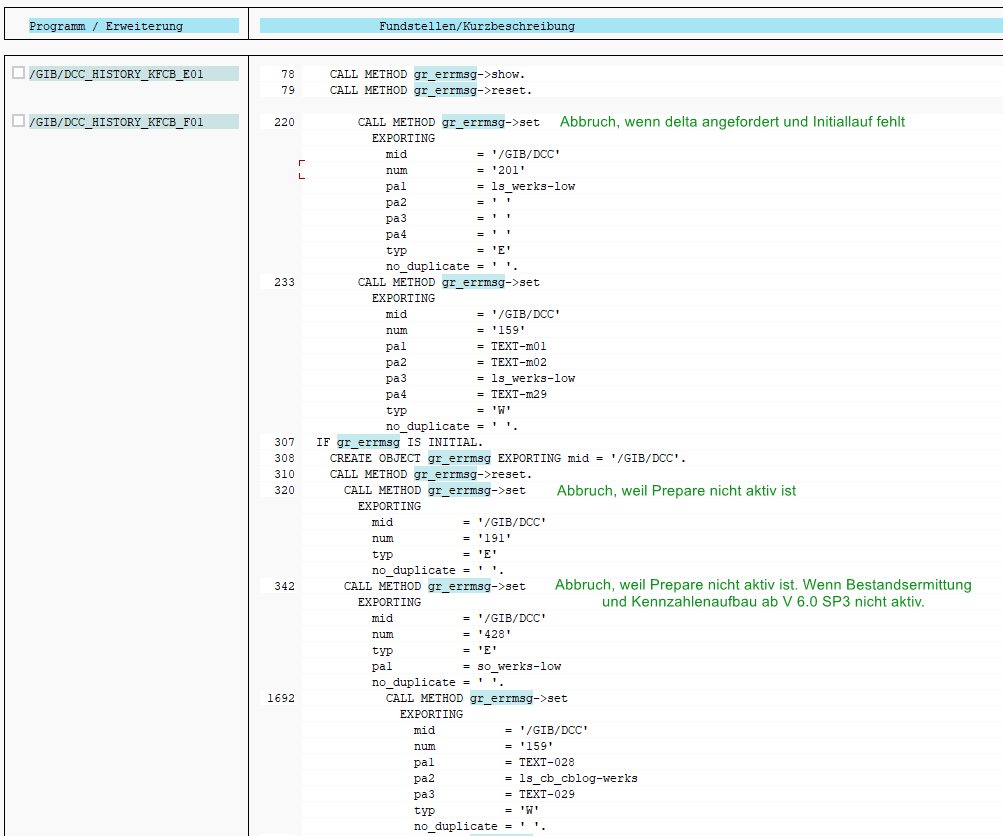 Programm / Erweiterung Fundstellen/Kurzbeschreibung
/GIB/DCC_HISTORY_KFCB_E01 78 CALL METHOD gr_errmsg->show.
79 CALL METHOD gr_errmsg->reset.
/GIB/DCC_HISTORY_KFCB_F01 220 CALL METHOD gr_errmsg->set Abbruch, wenn delta angefordert und Initiallauf fehlt
EXPORTING
mid = '/GIB/DCC'
num = '201'
pa1 = ls_werks-low
pa2 = ' '
pa3 = ' '
pa4 = ' '
typ = 'E'
no_duplicate = ' '.
233 CALL METHOD gr_errmsg->set
EXPORTING
mid = '/GIB/DCC'
num = '159'
pa1 = TEXT-m01
pa2 = TEXT-m02
pa3 = ls_werks-low
pa4 = TEXT-m29
typ = 'W'
no_duplicate = ' '.
307 IF gr_errmsg IS INITIAL.
308 CREATE OBJECT gr_errmsg EXPORTING mid = '/GIB/DCC'.
310 CALL METHOD gr_errmsg->reset.
320 CALL METHOD gr_errmsg->set Abbruch, weil Prepare nicht aktiv ist
EXPORTING
mid = '/GIB/DCC'
num = '191'
typ = 'E'
no_duplicate = ' '.
342 CALL METHOD gr_errmsg->set Abbruch, weil Prepare nicht aktiv ist. Wenn Bestandsermittung
EXPORTING und Kennzahlenaufbau ab V 6.0 SP3 nicht aktiv.
mid = '/GIB/DCC'
num = '428'
typ = 'E'
pa1 = so_werks-low
no_duplicate = ' '.
1692 CALL METHOD gr_errmsg->set
EXPORTING
mid = '/GIB/DCC'
num = '159'
pa1 = TEXT-028
pa2 = ls_cb_cblog-werks
pa3 = TEXT-029
typ = 'W'
no_duplicate = ' '.